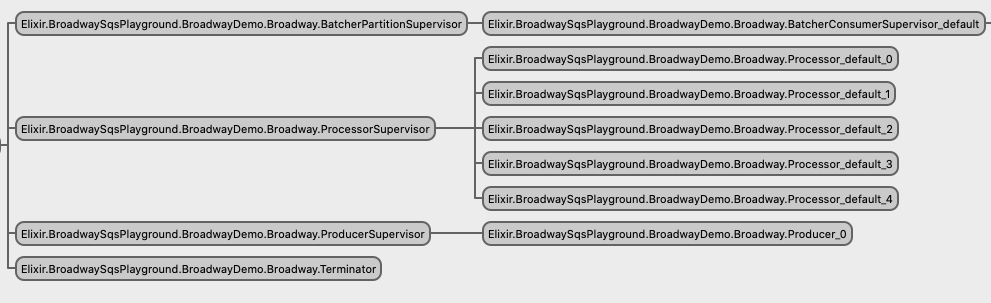 Elixir.BroadwaySqsPlayground.BroadwayDemo.Broadway.BatcherPartitionSupervisor
Elixir.BroadwaySqsPlayground.BroadwayDemo.Broadway.BatcherConsumerSupervisor_default
Elixir.BroadwaySqsPlayground.BroadwayDemo.Broadway.Processor_default_0
Elixir.BroadwaySqsPlayground.BroadwayDemo.Broadway.Processor_default_1
Elixir.BroadwaySqsPlayground.BroadwayDemo.Broadway.ProcessorSupervisor
Elixir.BroadwaySqsPlayground.BroadwayDemo.Broadway.Processor_default_2
Elixir.BroadwaySqsPlayground.BroadwayDemo.Broadway.Processor_default_3
Elixir.BroadwaySqsPlayground.BroadwayDemo.Broadway.Processor_default_4
Elixir.BroadwaySqsPlayground.BroadwayDemo.Broadway.ProducerSupervisor
Elixir.BroadwaySqsPlayground.BroadwayDemo.Broadway.Producer_0
Elixir.BroadwaySqsPlayground.BroadwayDemo.Broadway.Terminator